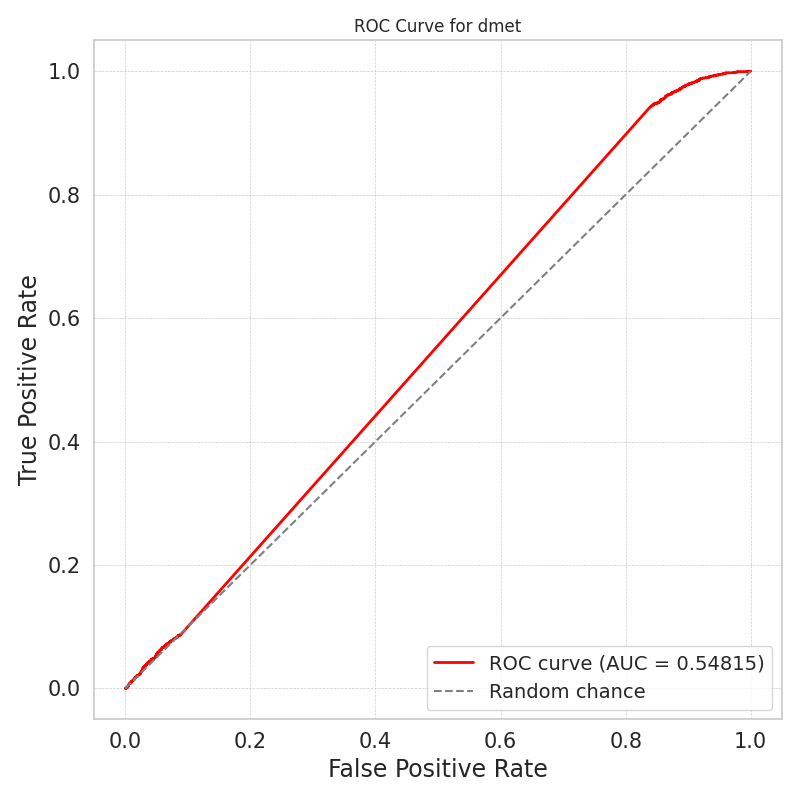 ROC Curve for dmet
True Positive Rate
1.0
0.8
0.6
0.4
0.2
0.0
ROC curve (AUC = 0.54815)
Random chance
0.0 0.2 0.4 0.6 0.8 1.0
False Positive Rate